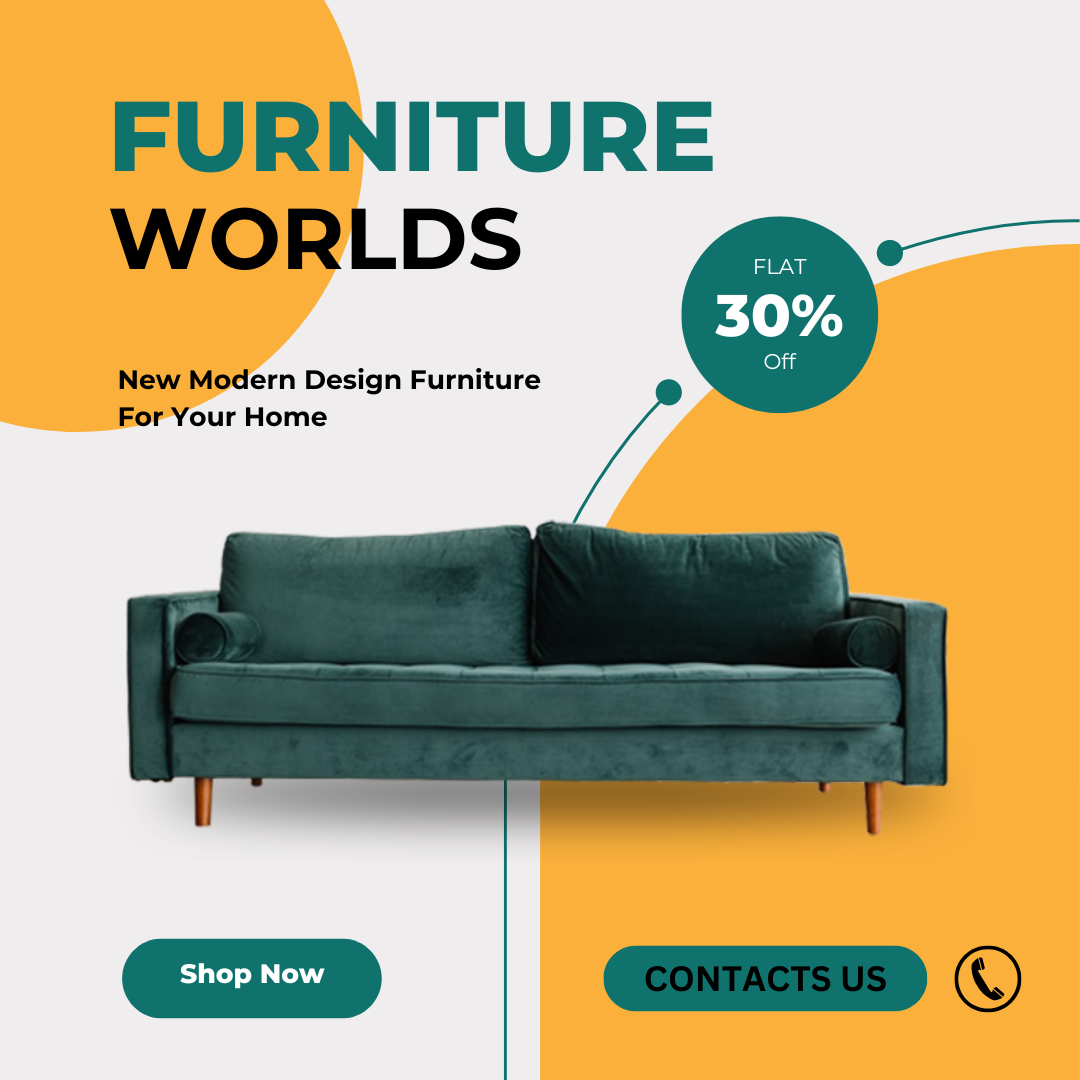 FURNITURE
WORLDS
FLAT
30%
Off
New Modern Design Furniture
For Your Home
Shop Now
CONTACTS US